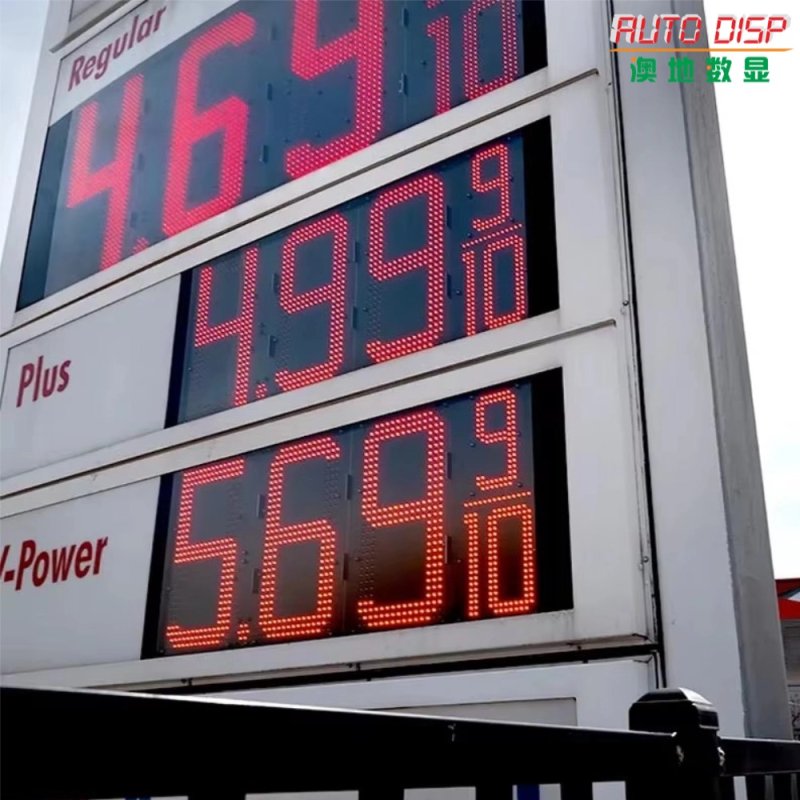 AUTO DISP
澳地数显
Regular
4.69 9/10
Plus
4.99 9/10
V-Power
5.69 9/10